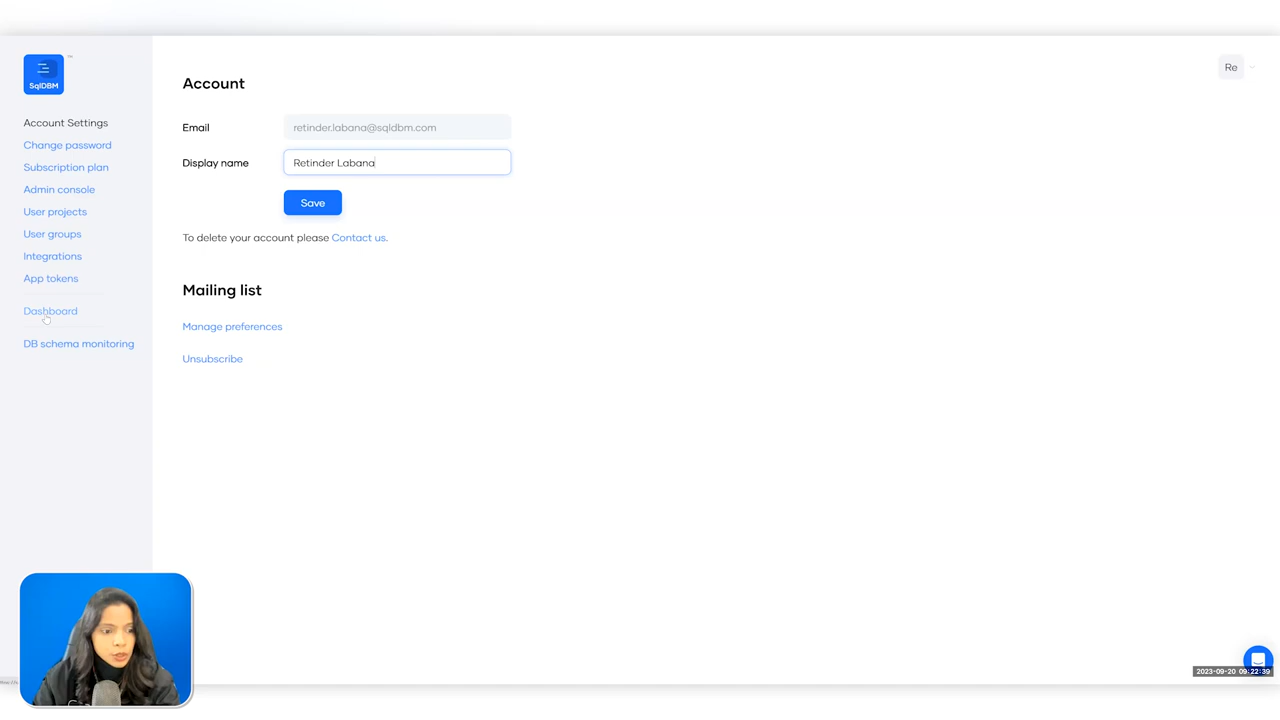 SqlDBM
™
Re
Account Settings
Change password
Subscription plan
Admin console
User projects
User groups
Integrations
App tokens
Dashboard
DB schema monitoring
Account
Email
retinder.labana@sqldbm.com
Display name
Retinder Labana
Save
To delete your account please Contact us.
Mailing list
Manage preferences
Unsubscribe
2023-09-20 09:22:39